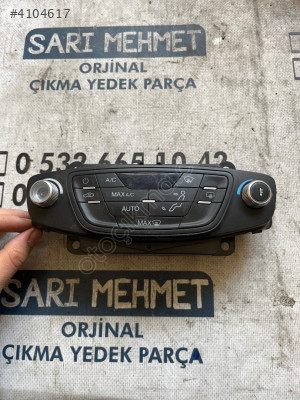 #4104617
SARI MEHMET
ORJİNAL
ÇIKMA YEDEK PARÇA
0 532 665 10 42
A/C
MAX A/C
AUTO
MAX
SARI MEHMET
ORJİNAL
ÇIKMA YEDEK PARÇA